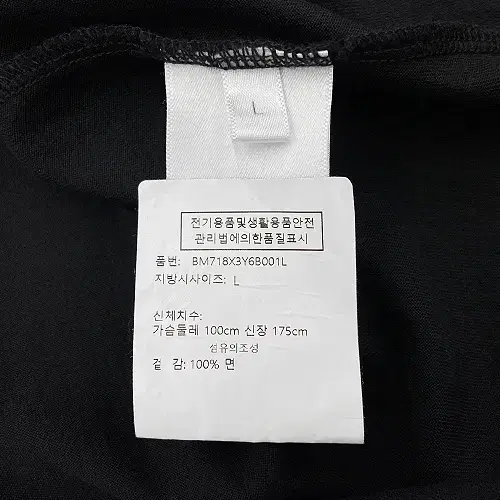 L
전기용품및생활용품안전
관리법에의한품질표시
품번: BM718X3Y6B001L
지방시사이즈: L
신체치수:
가슴둘레 100cm 신장 175cm
섬유의조성
겉 감: 100% 면